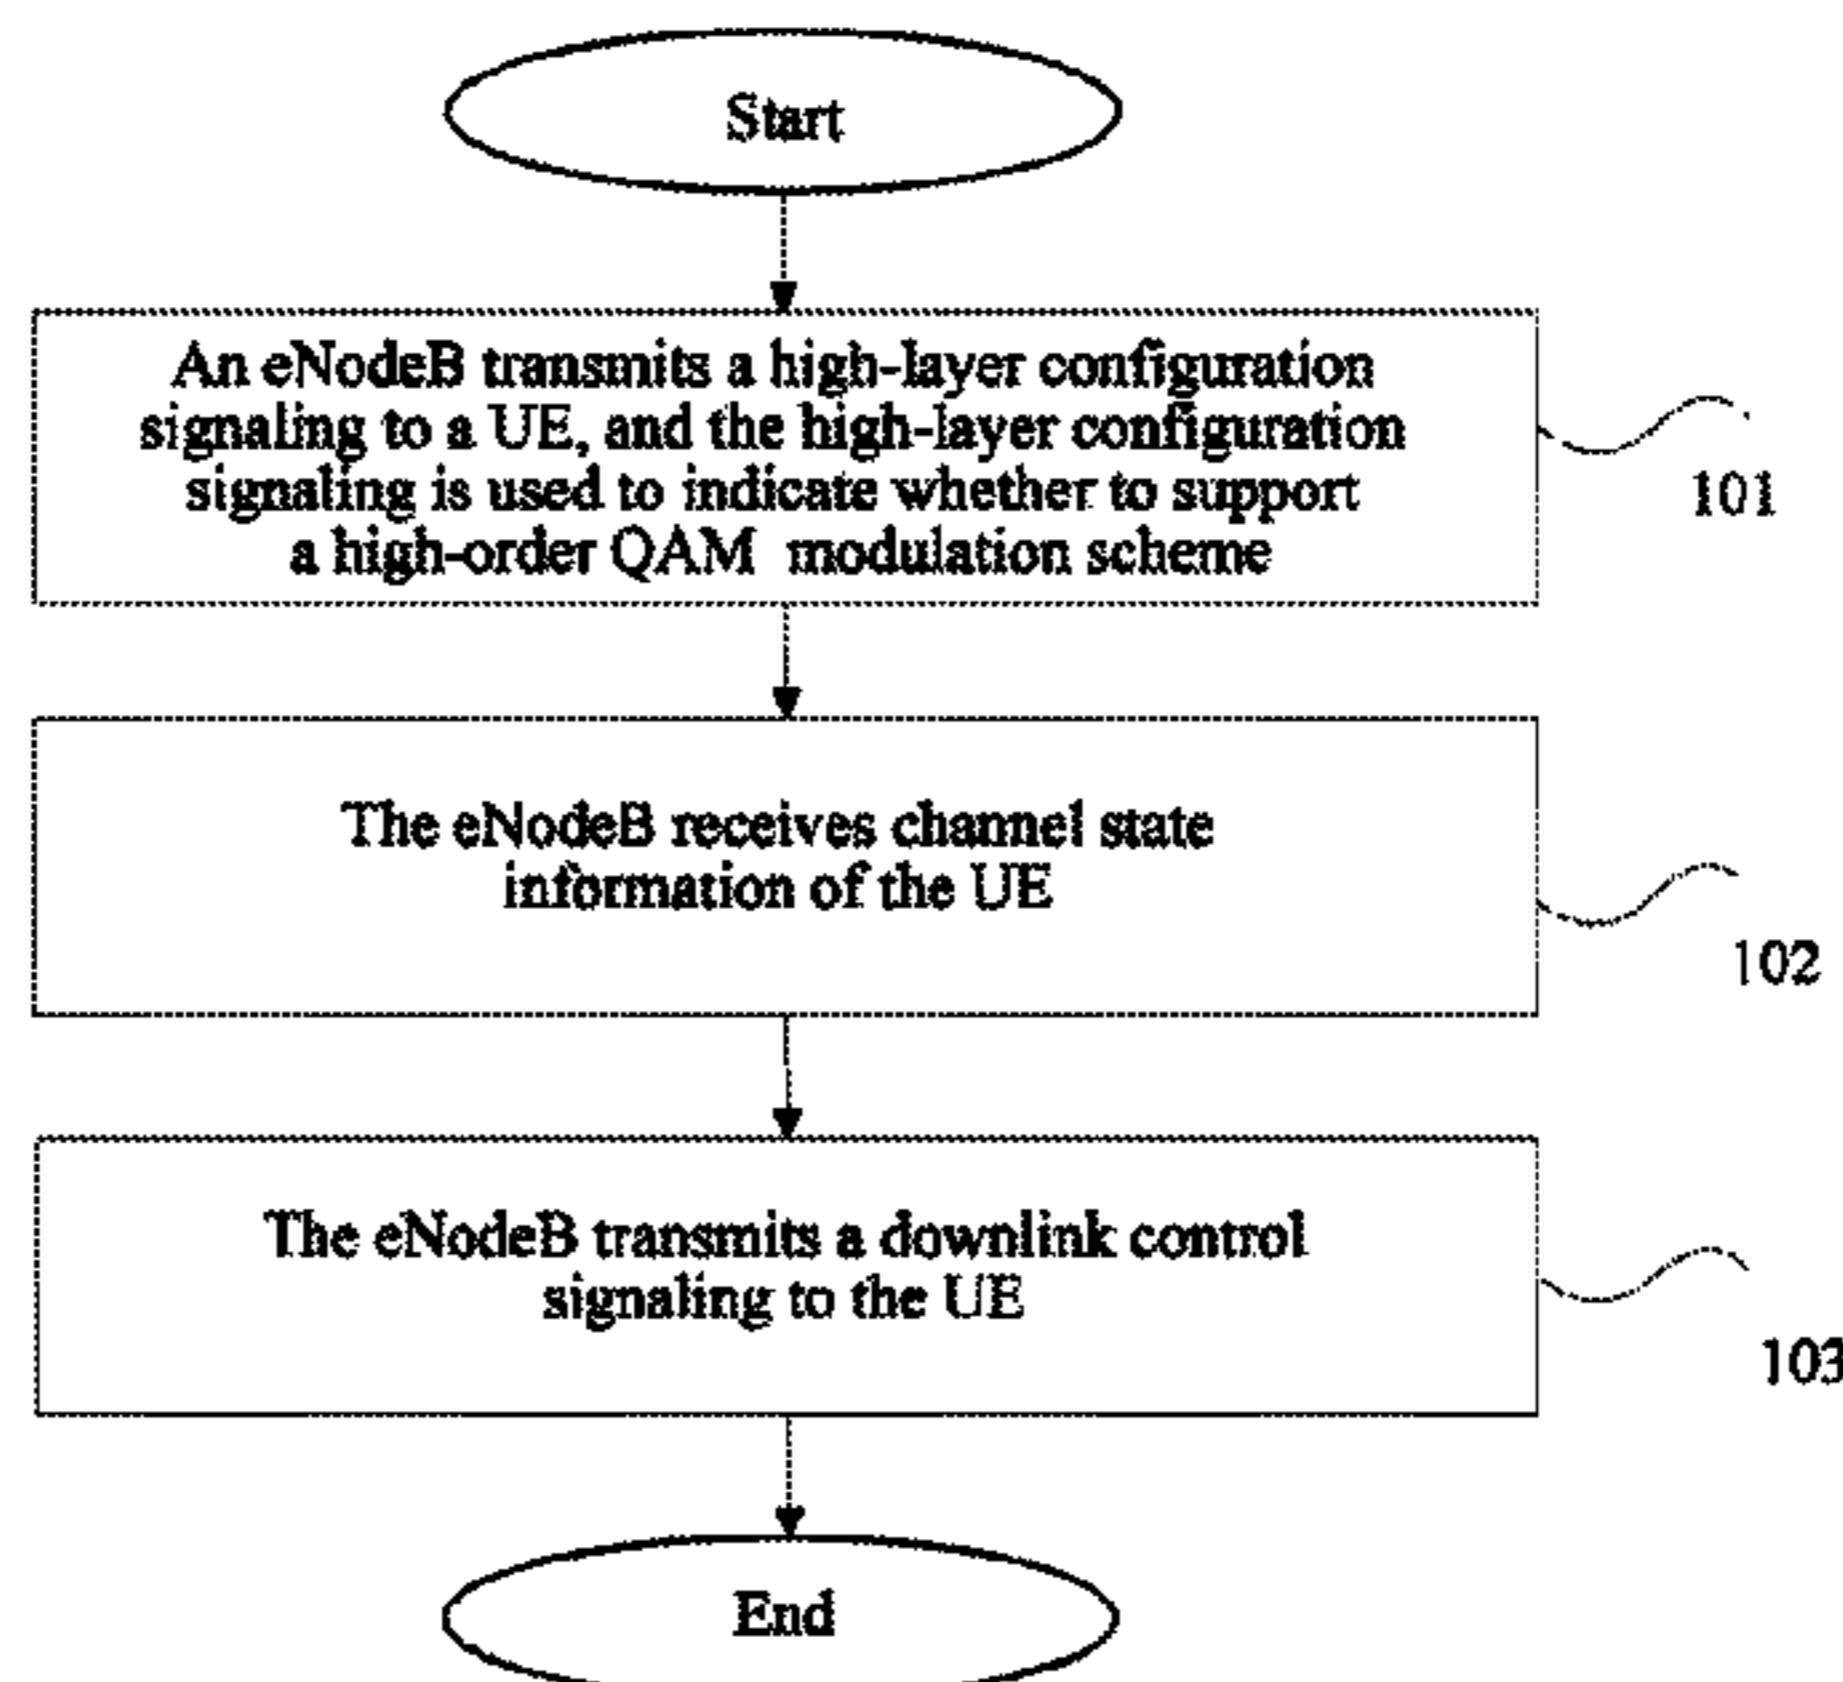 Start
An eNodeB transmits a high-layer configuration
signaling to a UE, and the high-layer configuration
signaling is used to indicate whether to support
a high-order QAM modulation scheme
101
The eNodeB receives channel state
information of the UE
102
The eNodeB transmits a downlink control
signaling to the UE
103
End